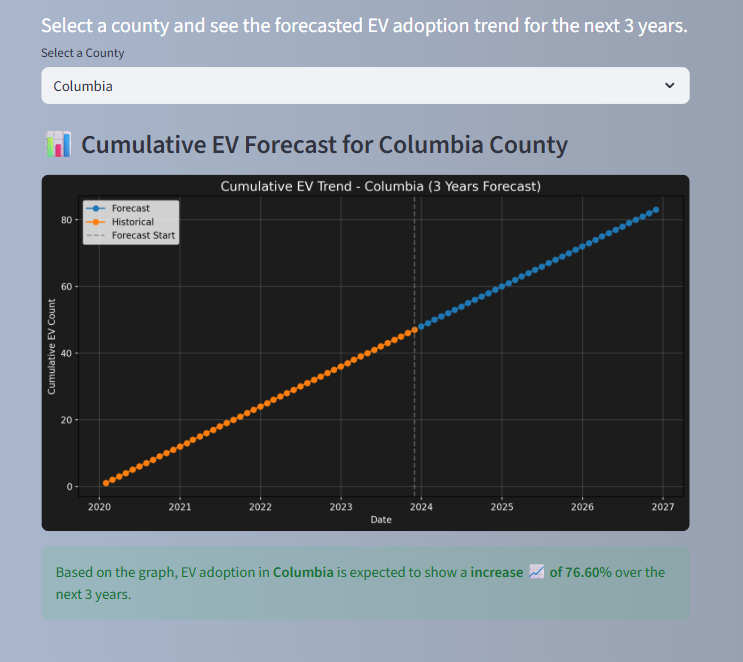 Select a county and see the forecasted EV adoption trend for the next 3 years.
Select a County
Columbia
📊 Cumulative EV Forecast for Columbia County
Cumulative EV Trend - Columbia (3 Years Forecast)
Forecast
Historical
Forecast Start
Cumulative EV Count
80
60
40
20
0
2020 2021 2022 2023 2024 2025 2026 2027
Date
Based on the graph, EV adoption in Columbia is expected to show a increase 📈 of 76.60% over the
next 3 years.